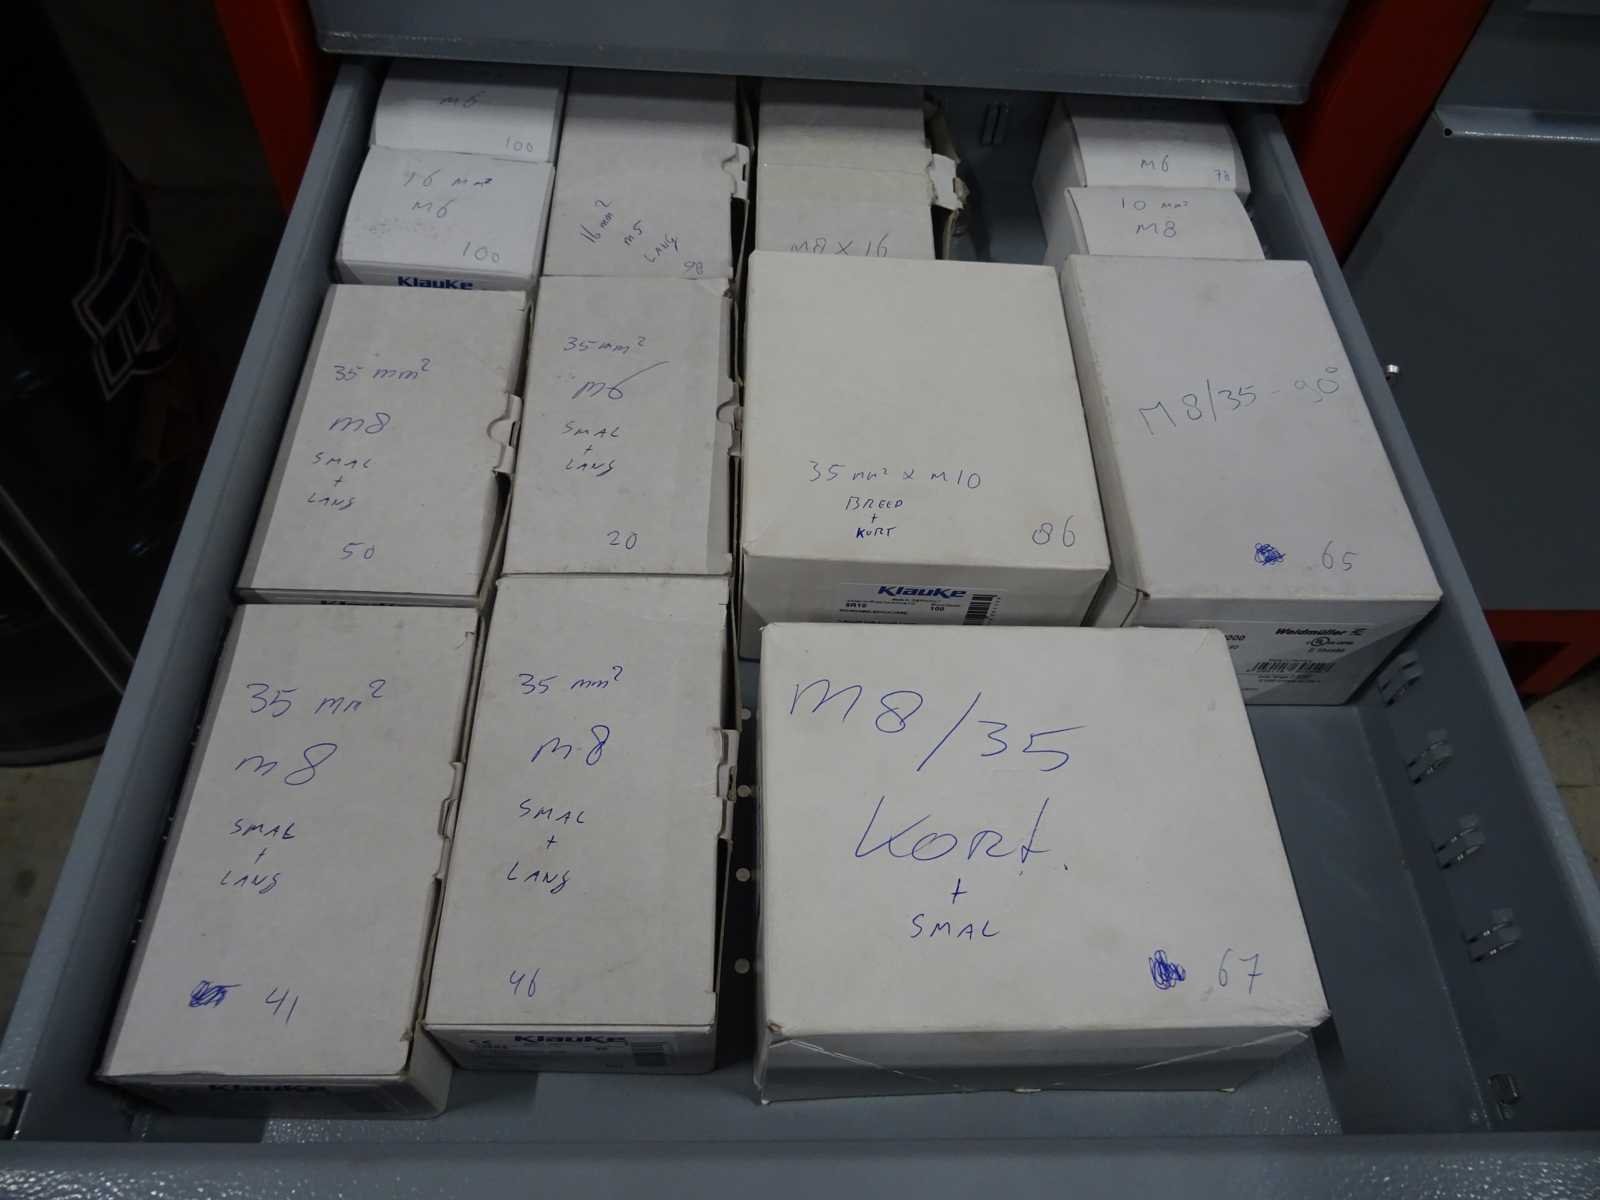 M6
100
16 mm²
M6
100
Klauke
16 mm²
M5
LANG
98
M8 X 16
M6
78
10 mm²
M8
35 mm²
M8
SMAL
+
LANG
50
35 mm²
M6
SMAL
+
LANG
20
35 mm² x M10
BREED
+
KORT
86
Klauke
100
M8/35 - 90°
65
Weidmüller
35 mm²
M8
SMAL
+
LANG
41
Klauke
35 mm²
M8
SMAL
+
LANG
46
Klauke
M8/35
KORT.
+
SMAL
67